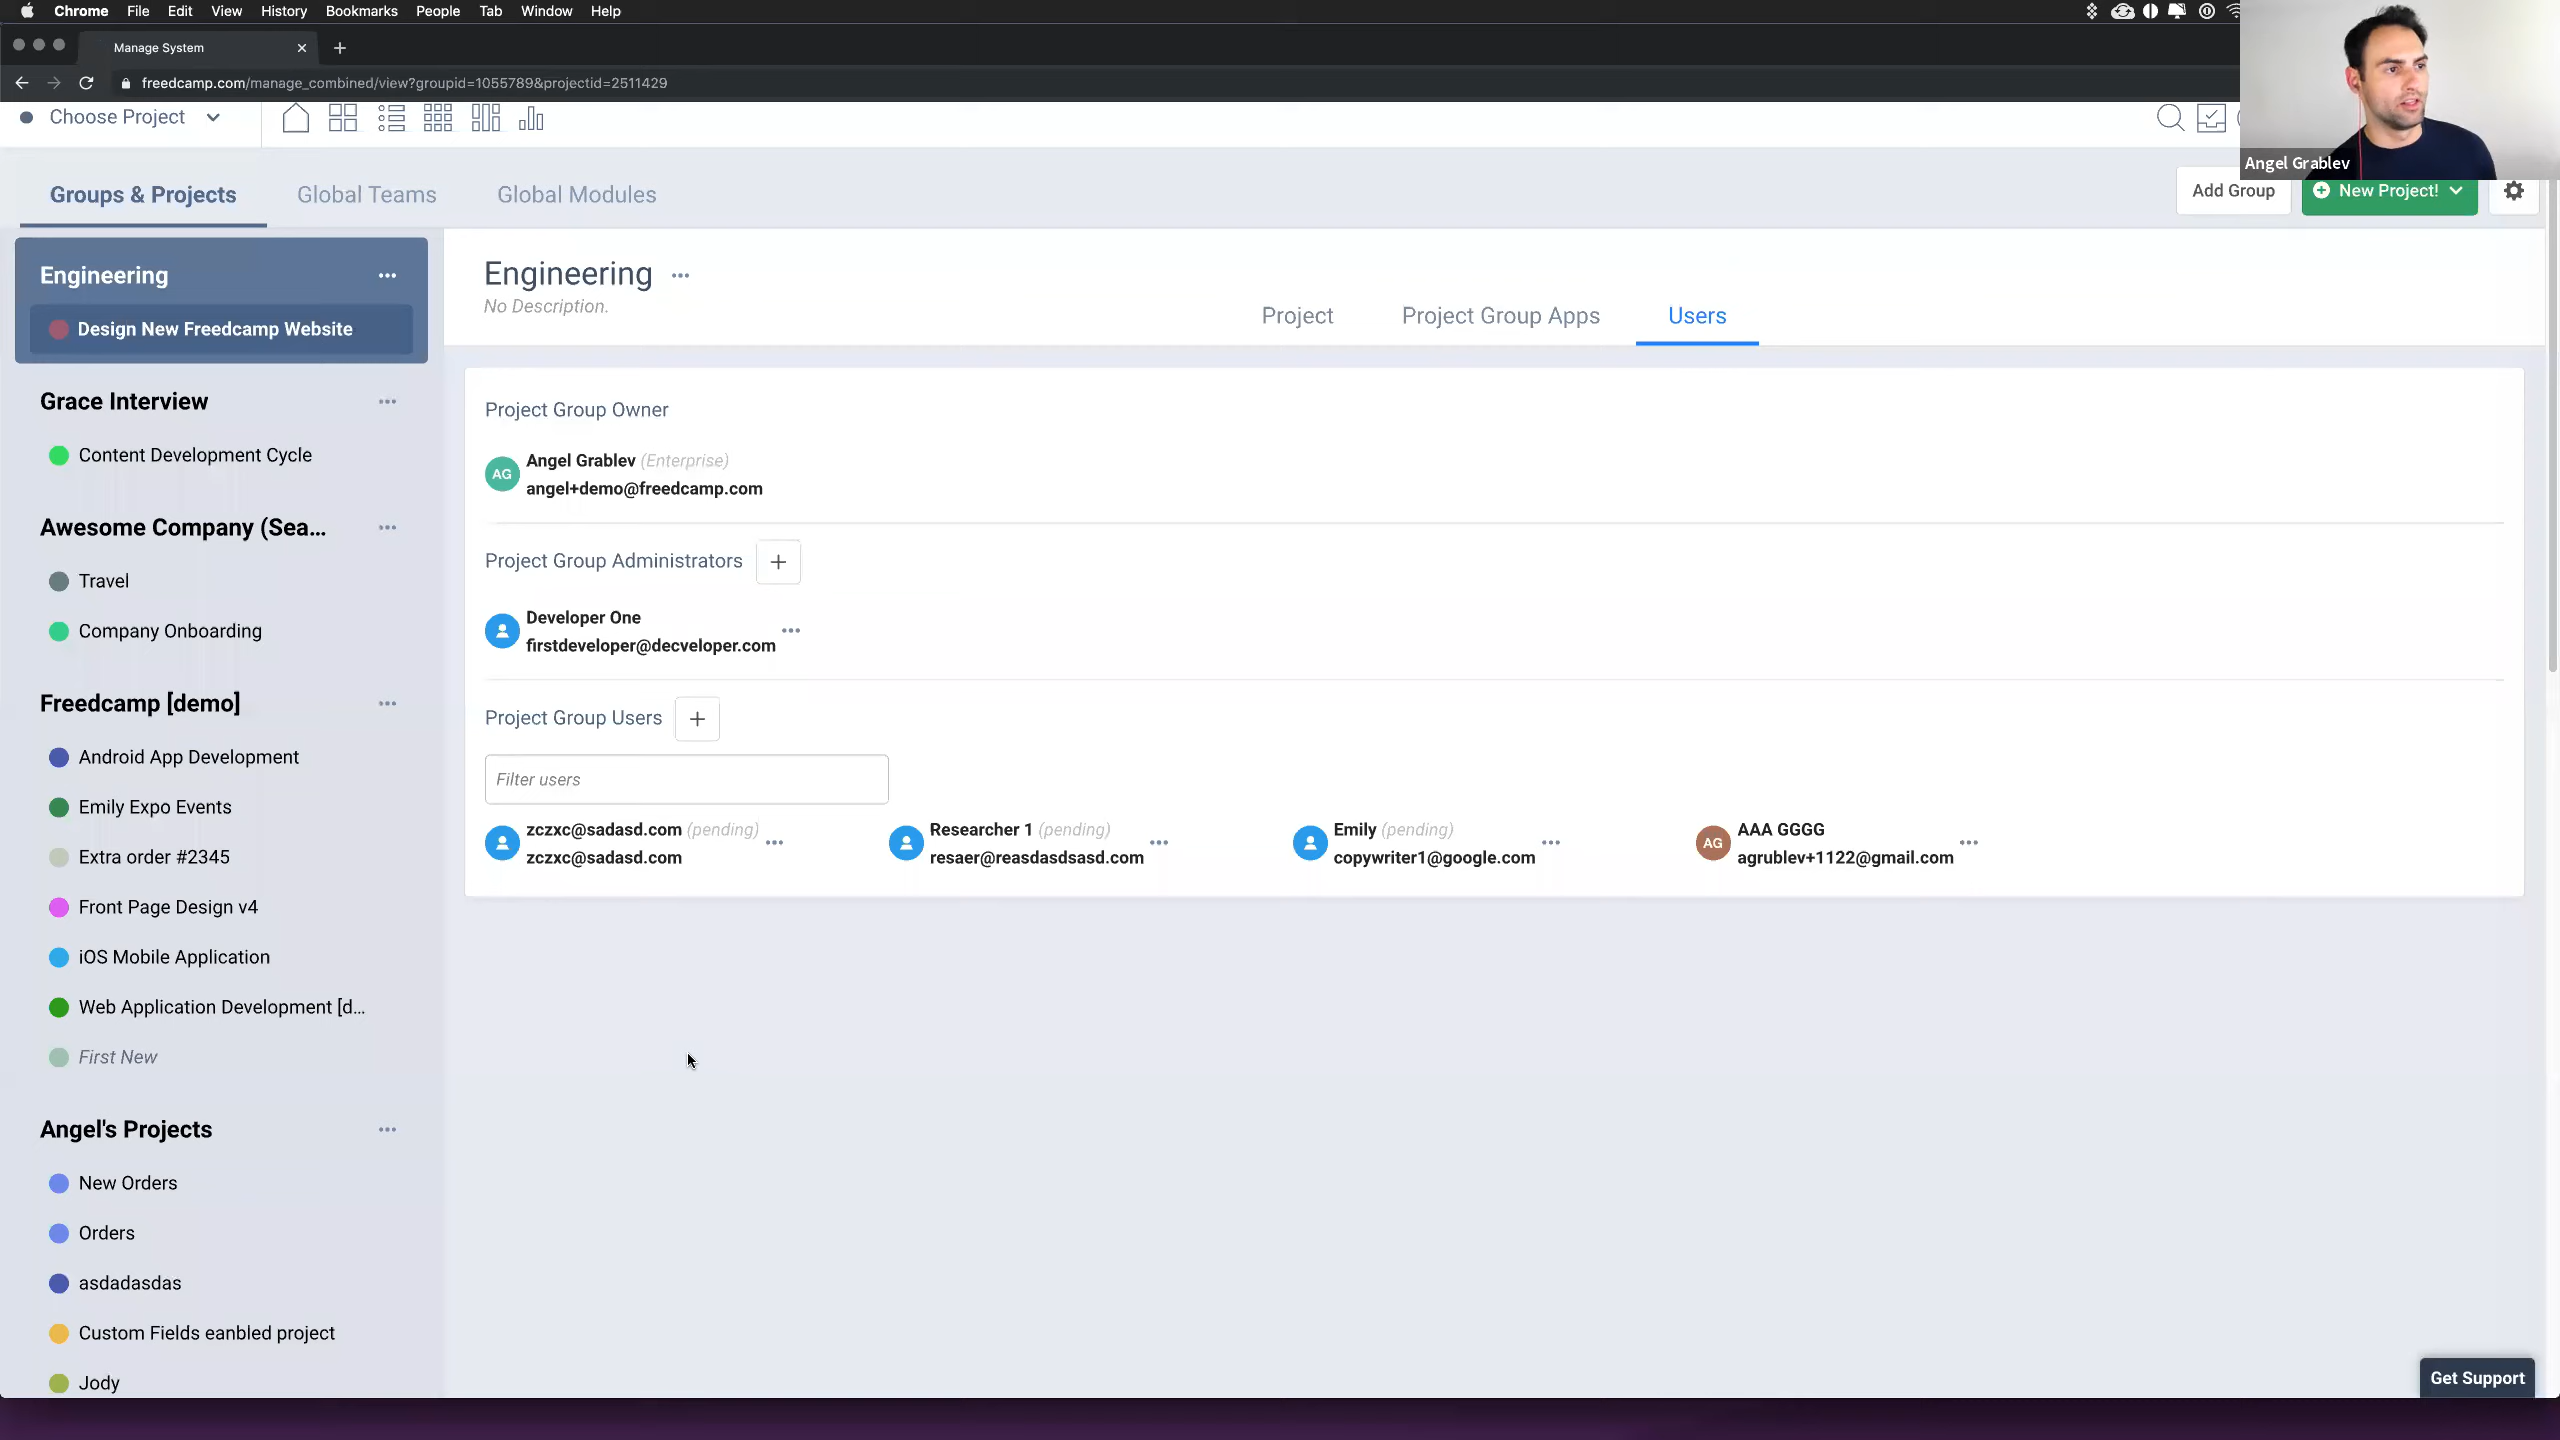 Chrome File Edit View History Bookmarks People Tab Window Help
Manage System
freedcamp.com/manage_combined/view?groupid=1055789&projectid=2511429
Choose Project
Angel Grablev
Groups & Projects Global Teams Global Modules
Add Group New Project!
Engineering
Design New Freedcamp Website
Grace Interview
Content Development Cycle
Awesome Company (Sea...
Travel
Company Onboarding
Freedcamp [demo]
Android App Development
Emily Expo Events
Extra order #2345
Front Page Design v4
iOS Mobile Application
Web Application Development [d...
First New
Angel's Projects
New Orders
Orders
asdadasdas
Custom Fields eanbled project
Jody
Engineering
No Description.
Project Project Group Apps Users
Project Group Owner
AG
Angel Grablev (Enterprise)
angel+demo@freedcamp.com
Project Group Administrators +
Developer One
firstdeveloper@decveloper.com
Project Group Users +
Filter users
zczxc@sadasd.com (pending)
zczxc@sadasd.com
Researcher 1 (pending)
resaer@reasdasdsasd.com
Emily (pending)
copywriter1@google.com
AG
AAA GGGG
agrublev+1122@gmail.com
Get Support